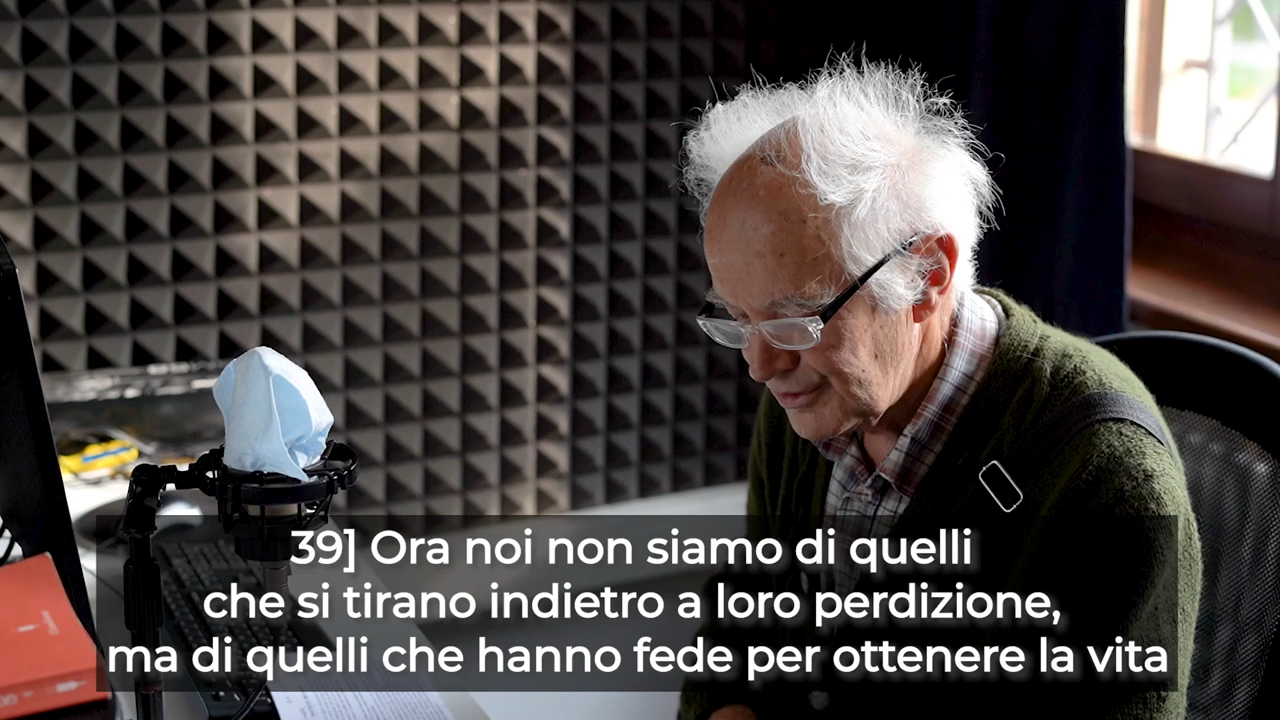 39] Ora noi non siamo di quelli
che si tirano indietro a loro perdizione,
ma di quelli che hanno fede per ottenere la vita